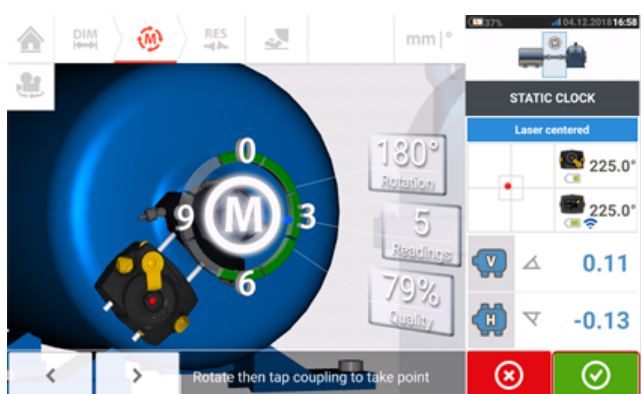 DIM
M
RES
mm | °
37%
04.12.2018 16:58
M
STATIC CLOCK
Laser centered
225.0°
225.0°
V
0.11
H
-0.13
0
9
M
3
6
180°
Rotation
5
Readings
79%
Quality
Rotate then tap coupling to take point